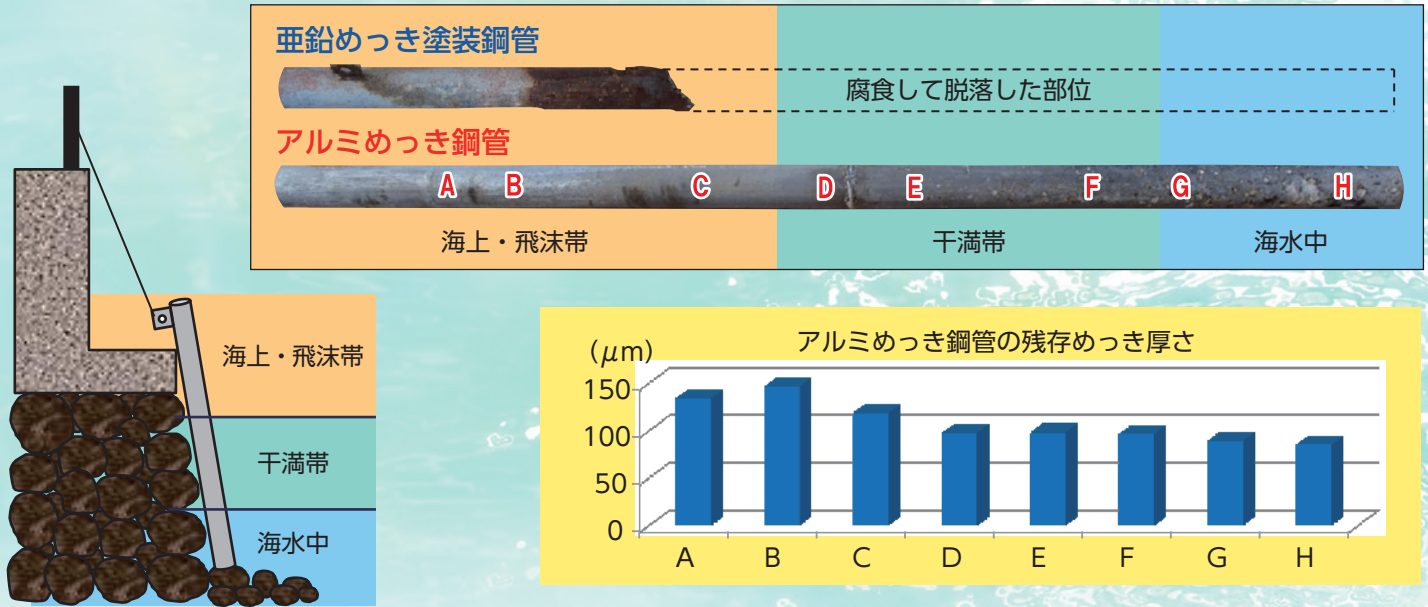 亜鉛めっき塗装鋼管
腐食して脱落した部位
アルミめっき鋼管
A B C D E F G H
海上・飛沫帯 干満帯 海水中
海上・飛沫帯
干満帯
海水中
アルミめっき鋼管の残存めっき厚さ
(μm)
150
100
50
0
A B C D E F G H